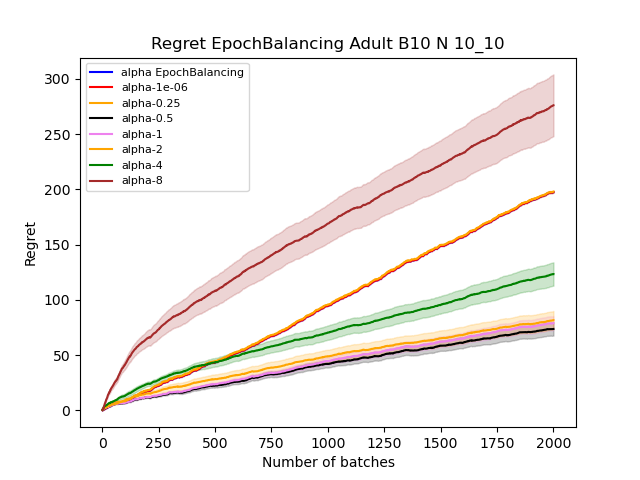 Regret EpochBalancing Adult B10 N 10_10
300
250
200
150
100
50
0
Regret
alpha EpochBalancing
alpha-1e-06
alpha-0.25
alpha-0.5
alpha-1
alpha-2
alpha-4
alpha-8
0 250 500 750 1000 1250 1500 1750 2000
Number of batches